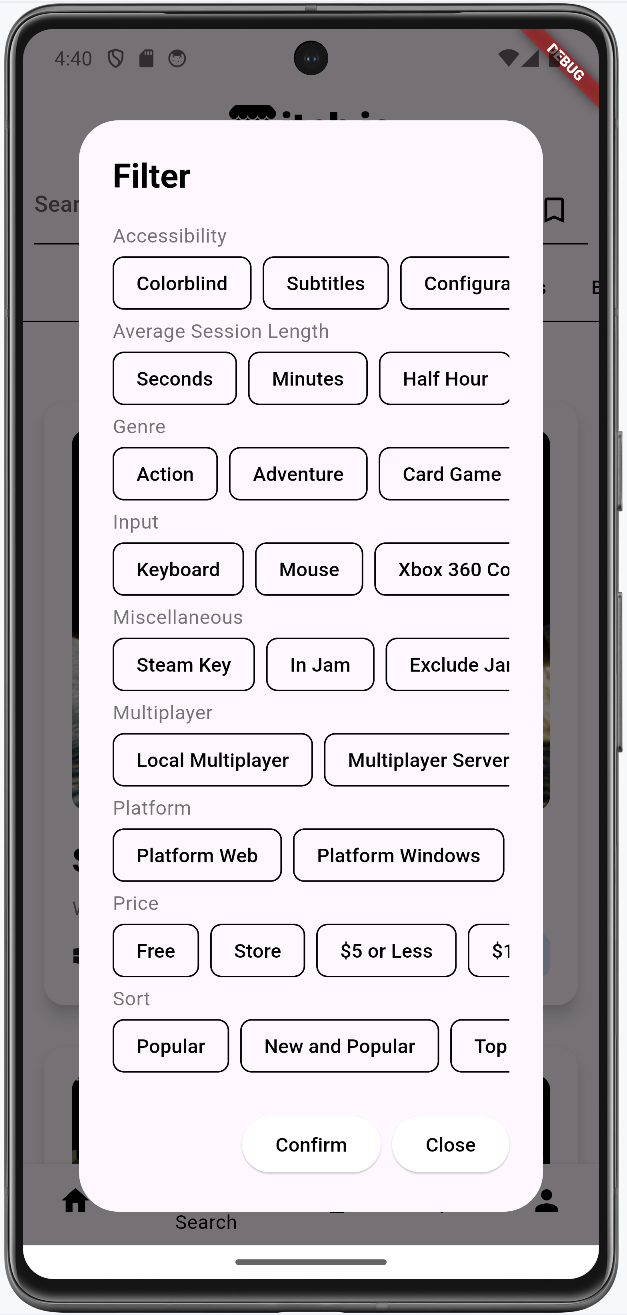 4:40
DEBUG
Filter
Accessibility
Colorblind Subtitles Configura
Average Session Length
Seconds Minutes Half Hour
Genre
Action Adventure Card Game
Input
Keyboard Mouse Xbox 360 Co
Miscellaneous
Steam Key In Jam Exclude Jar
Multiplayer
Local Multiplayer Multiplayer Server
Platform
Platform Web Platform Windows
Price
Free Store $5 or Less $1
Sort
Popular New and Popular Top
Confirm Close
Search